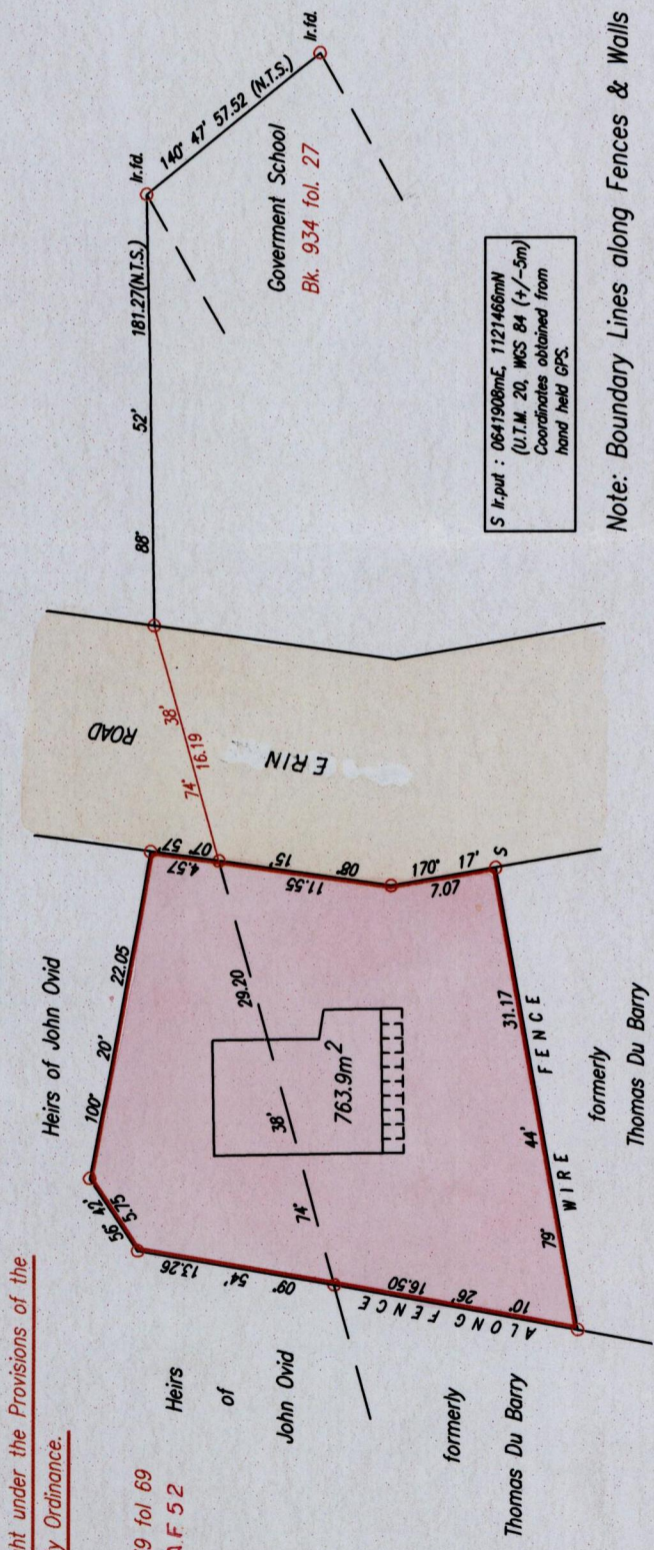 ht under the Provisions of the
y Ordinance.
9 fol 69
A.F. 52
Heirs of John Ovid
Heirs
of
John Ovid
formerly
Thomas Du Barry
ALONG FENCE
10° 26' 16.50
09° 54' 13.26
56° 42'
5.75
100° 20' 22.05
74° 38' 29.20
763.9m²
79° 44' 31.17
WIRE FENCE
formerly
Thomas Du Barry
07° 57'
4.57
08° 15'
11.55
170° 17'
7.07
S
ERIN ROAD
74° 38'
16.19
88° 52' 181.27(N.T.S.)
Ir.fd.
140° 47' 57.52 (N.T.S.)
Ir.fd.
Goverment School
Bk. 934 fol. 27
S Ir.put : 0641908mE, 1121466mN
(U.T.M. 20, WGS 84 (+/-5m)
Coordinates obtained from
hand held GPS.
Note: Boundary Lines along Fences & Walls